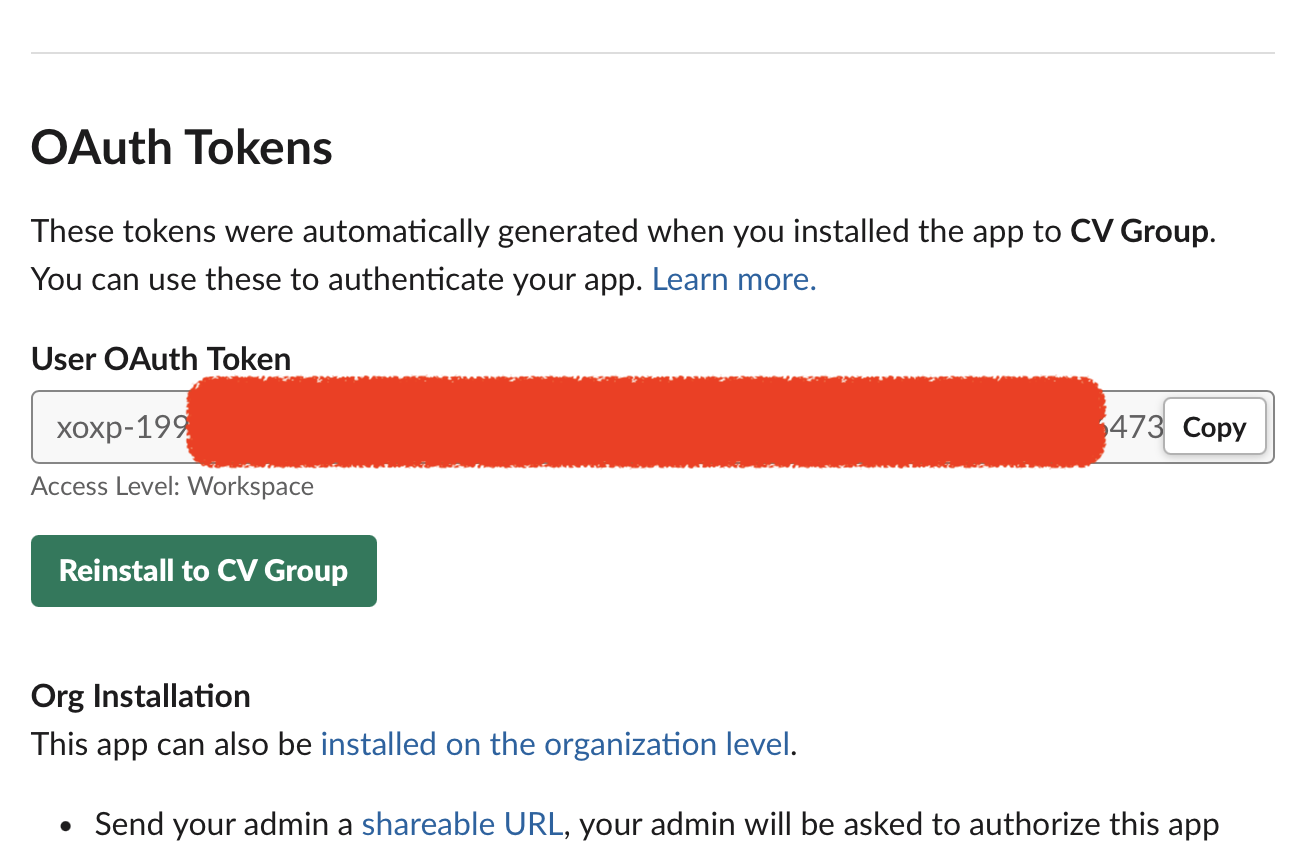 OAuth Tokens
These tokens were automatically generated when you installed the app to CV Group.
You can use these to authenticate your app. Learn more.
User OAuth Token
xoxp-199 473 Copy
Access Level: Workspace
Reinstall to CV Group
Org Installation
This app can also be installed on the organization level.
• Send your admin a shareable URL, your admin will be asked to authorize this app